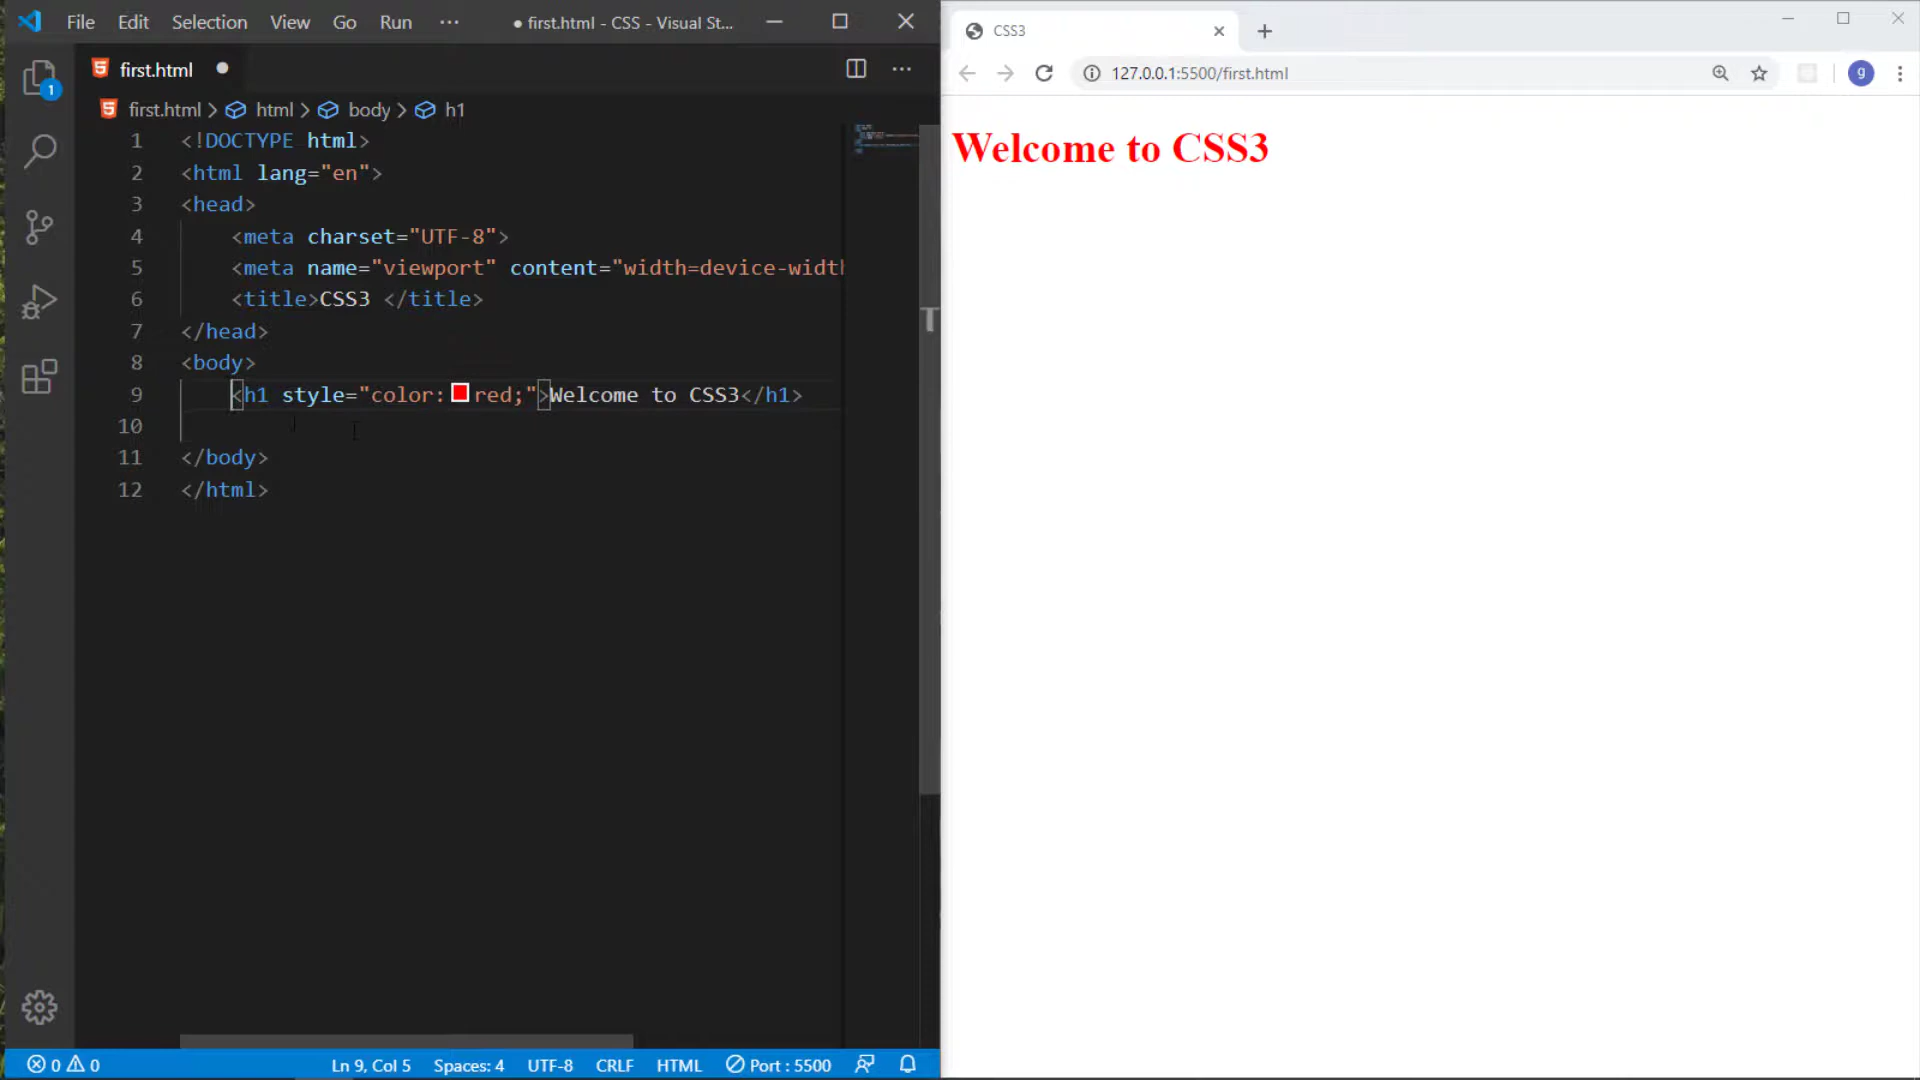 File Edit Selection View Go Run ··· ● first.html - CSS - Visual St...
first.html ●
first.html > html > body > h1
1 <!DOCTYPE html>
2 <html lang="en">
3 <head>
4 <meta charset="UTF-8">
5 <meta name="viewport" content="width=device-width
6 <title>CSS3 </title>
7 </head>
8 <body>
9 <h1 style="color:red;">Welcome to CSS3</h1>
10
11 </body>
12 </html>
1
0 0 Ln 9, Col 5 Spaces: 4 UTF-8 CRLF HTML Port : 5500
T
CSS3
127.0.0.1:5500/first.html g
Welcome to CSS3